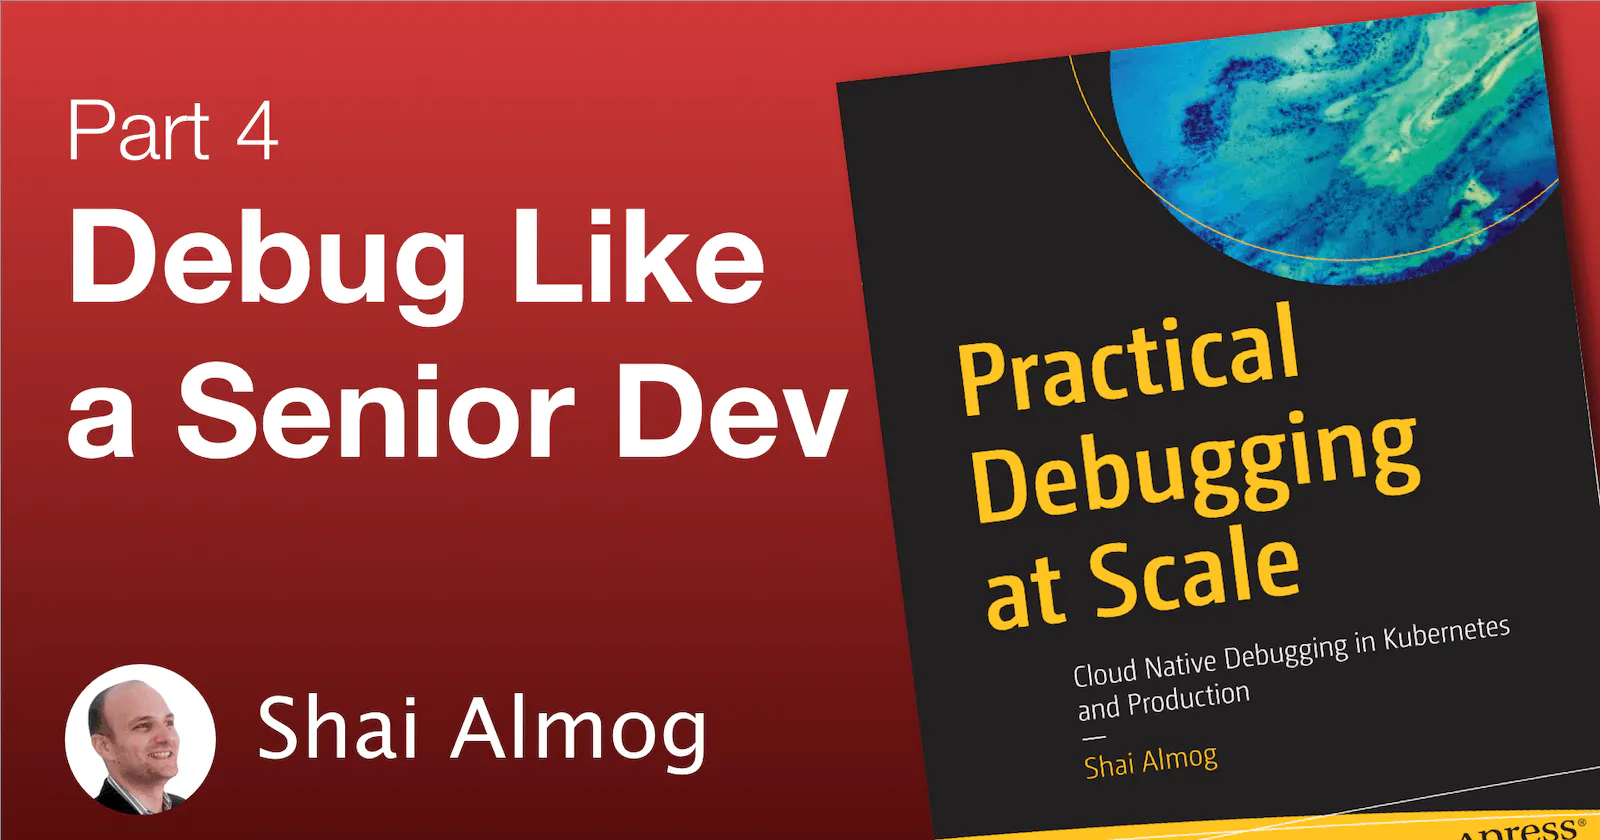 Part 4
Debug Like
a Senior Dev
Shai Almog
Practical
Debugging
at Scale
Cloud Native Debugging in Kubernetes
and Production
Shai Almog
Apress®